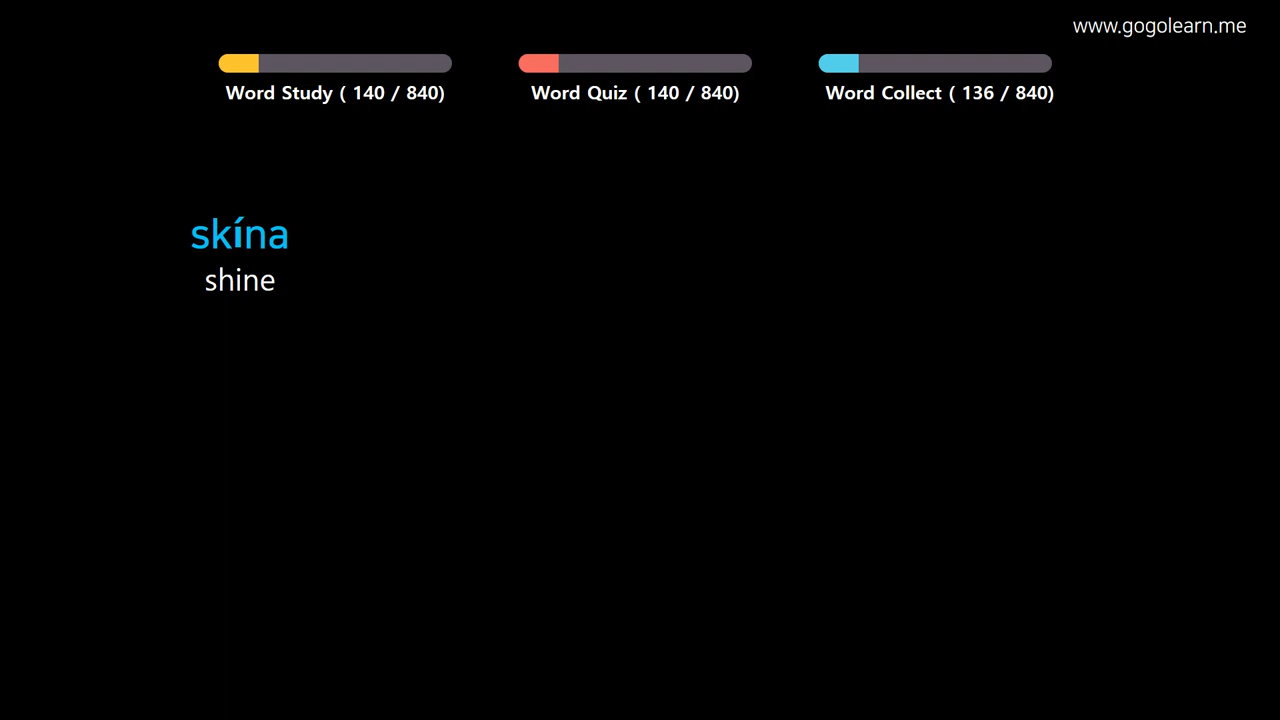 www.gogolearn.me
Word Study ( 140 / 840)
Word Quiz ( 140 / 840)
Word Collect ( 136 / 840)
skína
shine